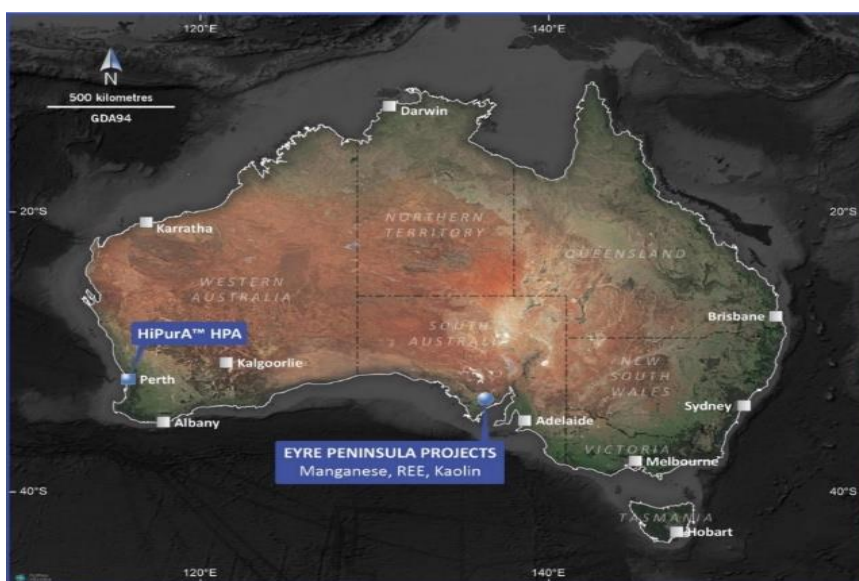 120°E
140°E
N
500 kilometres
GDA94
Darwin
20°S
20°S
Karratha
NORTHERN
TERRITORY
QUEENSLAND
WESTERN
AUSTRALIA
Brisbane
HiPurA™ HPA
SOUTH
AUSTRALIA
Kalgoorlie
NEW
SOUTH
WALES
Perth
Sydney
Albany
Adelaide
EYRE PENINSULA PROJECTS
Manganese, REE, Kaolin
VICTORIA
Melbourne
40°S
40°S
TASMANIA
Hobart
120°E
140°E